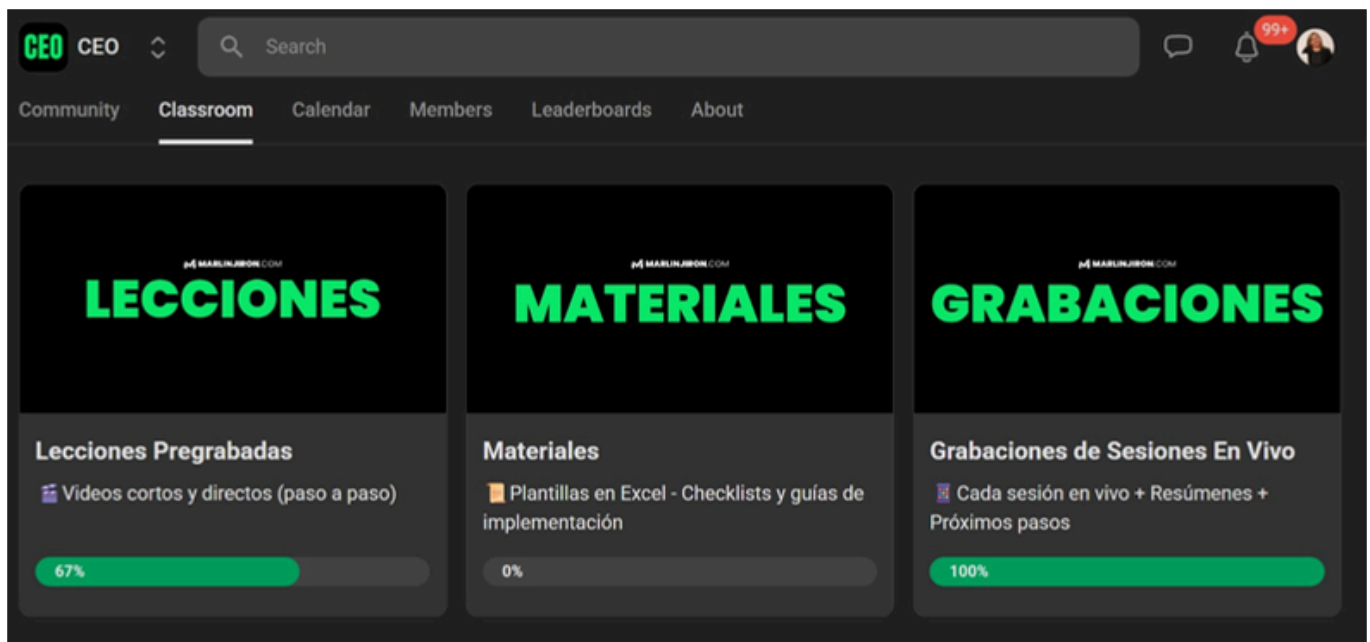 CEO CEO Search 99+
Community Classroom Calendar Members Leaderboards About
MARLINJIRON.COM
LECCIONES
MARLINJIRON.COM
MATERIALES
MARLINJIRON.COM
GRABACIONES
Lecciones Pregrabadas
Videos cortos y directos (paso a paso)
67%
Materiales
Plantillas en Excel - Checklists y guías de
implementación
0%
Grabaciones de Sesiones En Vivo
Cada sesión en vivo + Resúmenes +
Próximos pasos
100%